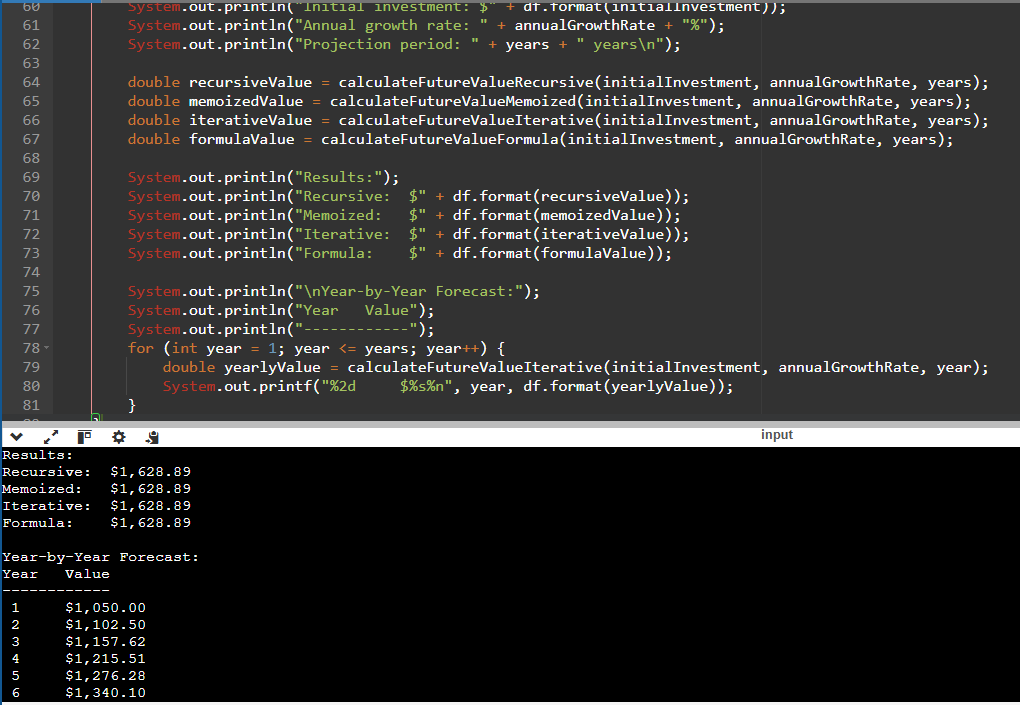 60 System.out.println("Initial investment: $" + df.format(initialInvestment));
61 System.out.println("Annual growth rate: " + annualGrowthRate + "%");
62 System.out.println("Projection period: " + years + " years\n");
63
64 double recursiveValue = calculateFutureValueRecursive(initialInvestment, annualGrowthRate, years);
65 double memoizedValue = calculateFutureValueMemoized(initialInvestment, annualGrowthRate, years);
66 double iterativeValue = calculateFutureValueIterative(initialInvestment, annualGrowthRate, years);
67 double formulaValue = calculateFutureValueFormula(initialInvestment, annualGrowthRate, years);
68
69 System.out.println("Results:");
70 System.out.println("Recursive:  $" + df.format(recursiveValue));
71 System.out.println("Memoized:   $" + df.format(memoizedValue));
72 System.out.println("Iterative:  $" + df.format(iterativeValue));
73 System.out.println("Formula:    $" + df.format(formulaValue));
74
75 System.out.println("\nYear-by-Year Forecast:");
76 System.out.println("Year   Value");
77 System.out.println("------------");
78 for (int year = 1; year <= years; year++) {
79 double yearlyValue = calculateFutureValueIterative(initialInvestment, annualGrowthRate, year);
80 System.out.printf("%2d     $%s%n", year, df.format(yearlyValue));
81 }
82 }
input
Results:
Recursive:  $1,628.89
Memoized:   $1,628.89
Iterative:  $1,628.89
Formula:    $1,628.89
Year-by-Year Forecast:
Year   Value
------------
1     $1,050.00
2     $1,102.50
3     $1,157.62
4     $1,215.51
5     $1,276.28
6     $1,340.10